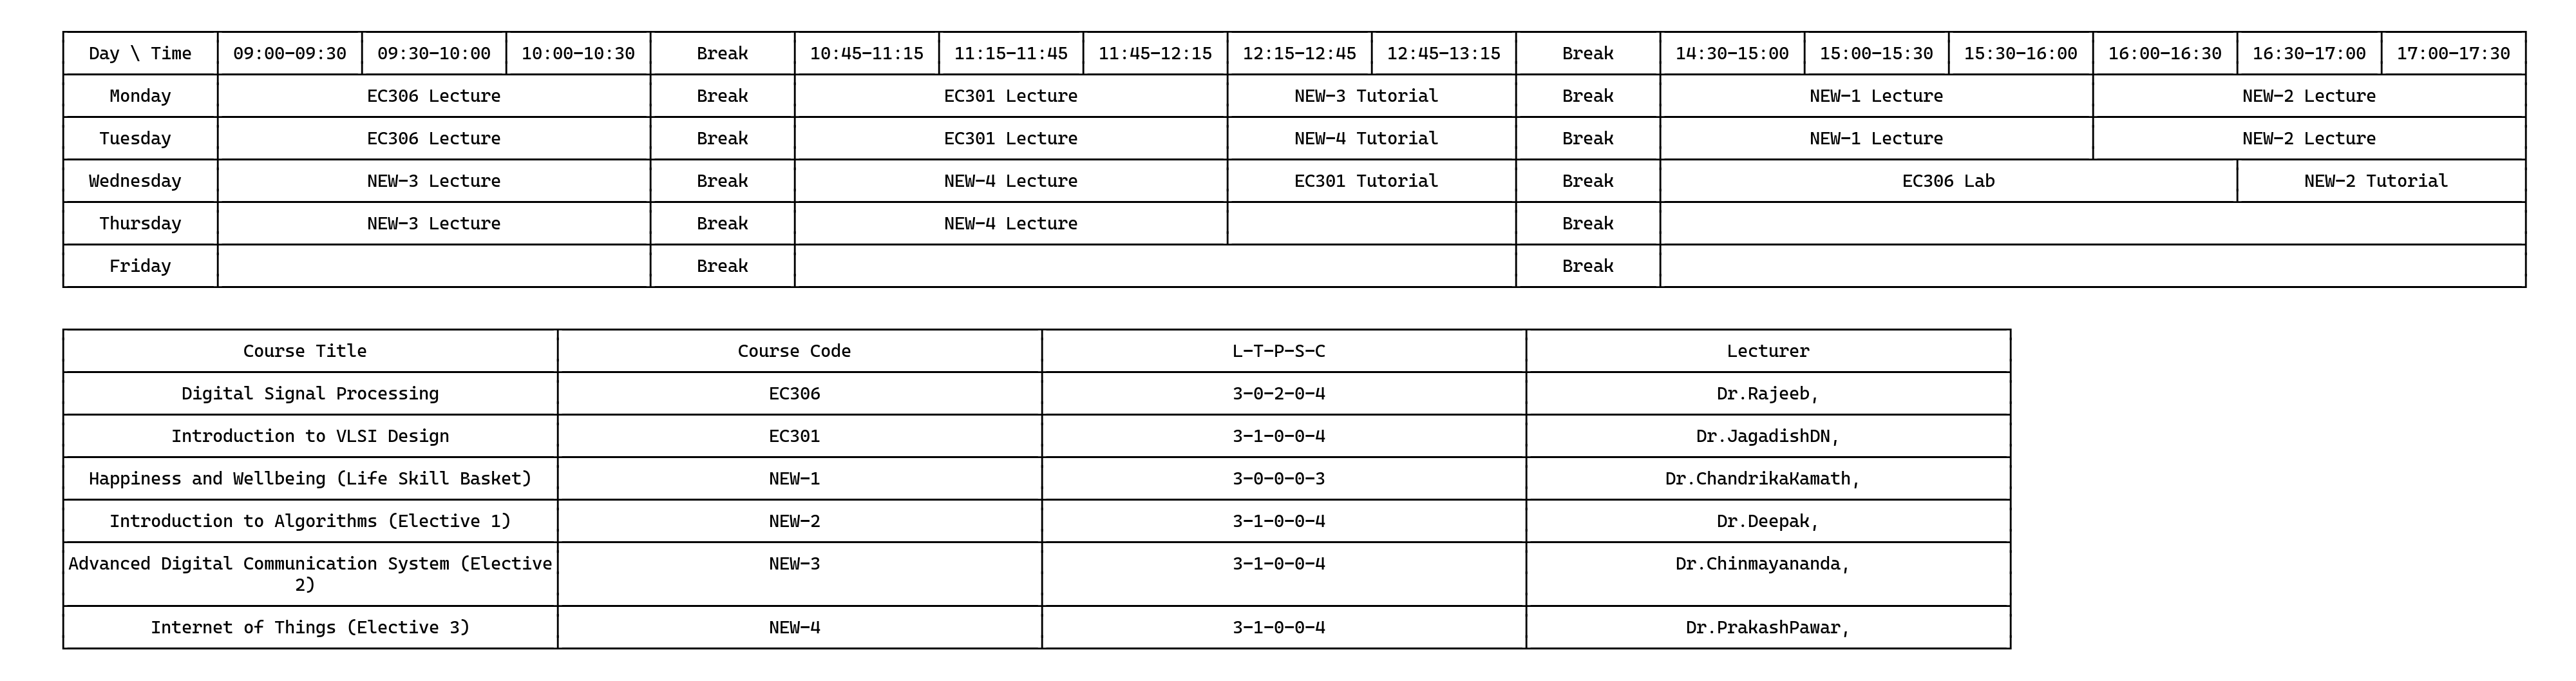 Day \ Time 09:00-09:30 09:30-10:00 10:00-10:30 Break 10:45-11:15 11:15-11:45 11:45-12:15 12:15-12:45 12:45-13:15 Break 14:30-15:00 15:00-15:30 15:30-16:00 16:00-16:30 16:30-17:00 17:00-17:30
Monday EC306 Lecture Break EC301 Lecture NEW-3 Tutorial Break NEW-1 Lecture NEW-2 Lecture
Tuesday EC306 Lecture Break EC301 Lecture NEW-4 Tutorial Break NEW-1 Lecture NEW-2 Lecture
Wednesday NEW-3 Lecture Break NEW-4 Lecture EC301 Tutorial Break EC306 Lab NEW-2 Tutorial
Thursday NEW-3 Lecture Break NEW-4 Lecture Break
Friday Break Break
Course Title Course Code L-T-P-S-C Lecturer
Digital Signal Processing EC306 3-0-2-0-4 Dr.Rajeeb,
Introduction to VLSI Design EC301 3-1-0-0-4 Dr.JagadishDN,
Happiness and Wellbeing (Life Skill Basket) NEW-1 3-0-0-0-3 Dr.ChandrikaKamath,
Introduction to Algorithms (Elective 1) NEW-2 3-1-0-0-4 Dr.Deepak,
Advanced Digital Communication System (Elective NEW-3 3-1-0-0-4 Dr.Chinmayananda,
2)
Internet of Things (Elective 3) NEW-4 3-1-0-0-4 Dr.PrakashPawar,